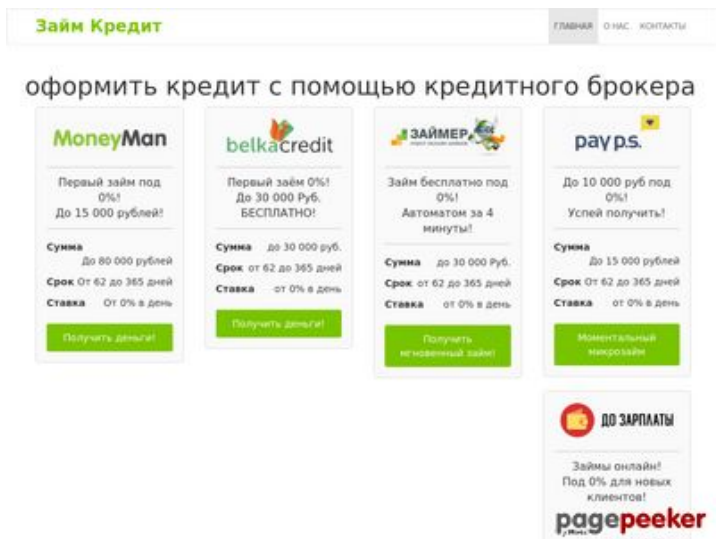 Займ Кредит
ГЛАВНАЯ О НАС. КОНТАКТЫ
оформить кредит с помощью кредитного брокера
MoneyMan
Первый займ под
0%!
До 15 000 рублей!
Сумма
До 80 000 рублей
Срок От 62 до 365 дней
Ставка От 0% в день
Получить деньги!
belkacredit
Первый заём 0%!
До 30 000 Руб.
БЕСПЛАТНО!
Сумма до 30 000 руб.
Срок от 62 до 365 дней
Ставка от 0% в день
Получить деньги!
ЗАЙМЕР
Займ бесплатно под
0%!
Автоматом за 4
минуты!
Сумма до 30 000 Руб.
Срок от 62 до 365 дней
Ставка от 0% в день
Получить
мгновенный займ!
pay p.s.
До 10 000 руб под
0%!
Успей получить!
Сумма
До 15 000 рублей
Срок От 62 до 365 дней
Ставка от 0% в день
Моментальный
микрозайм
ДО ЗАРПЛАТЫ
Займы онлайн!
Под 0% для новых
клиентов!
pagepeeker